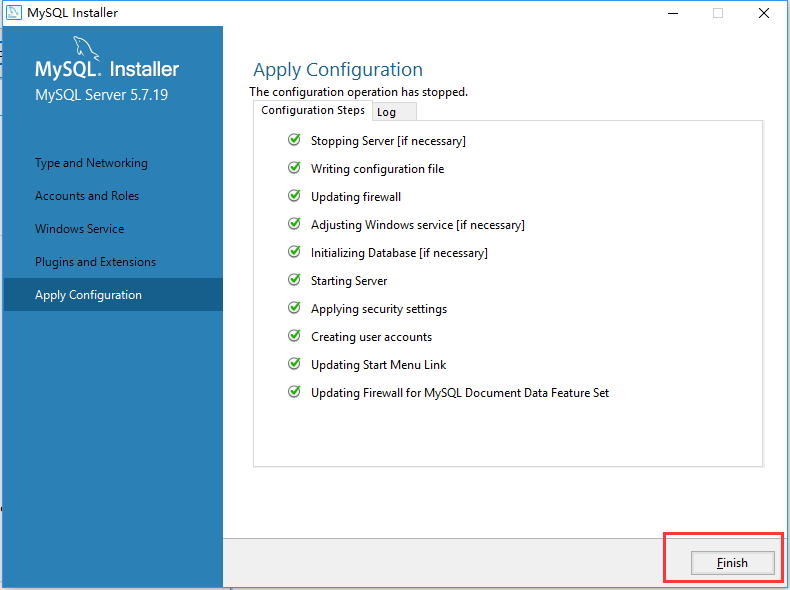 MySQL Installer
MySQL. Installer
MySQL Server 5.7.19
Type and Networking
Accounts and Roles
Windows Service
Plugins and Extensions
Apply Configuration
Apply Configuration
The configuration operation has stopped.
Configuration Steps
Log
Stopping Server [if necessary]
Writing configuration file
Updating firewall
Adjusting Windows service [if necessary]
Initializing Database [if necessary]
Starting Server
Applying security settings
Creating user accounts
Updating Start Menu Link
Updating Firewall for MySQL Document Data Feature Set
Finish